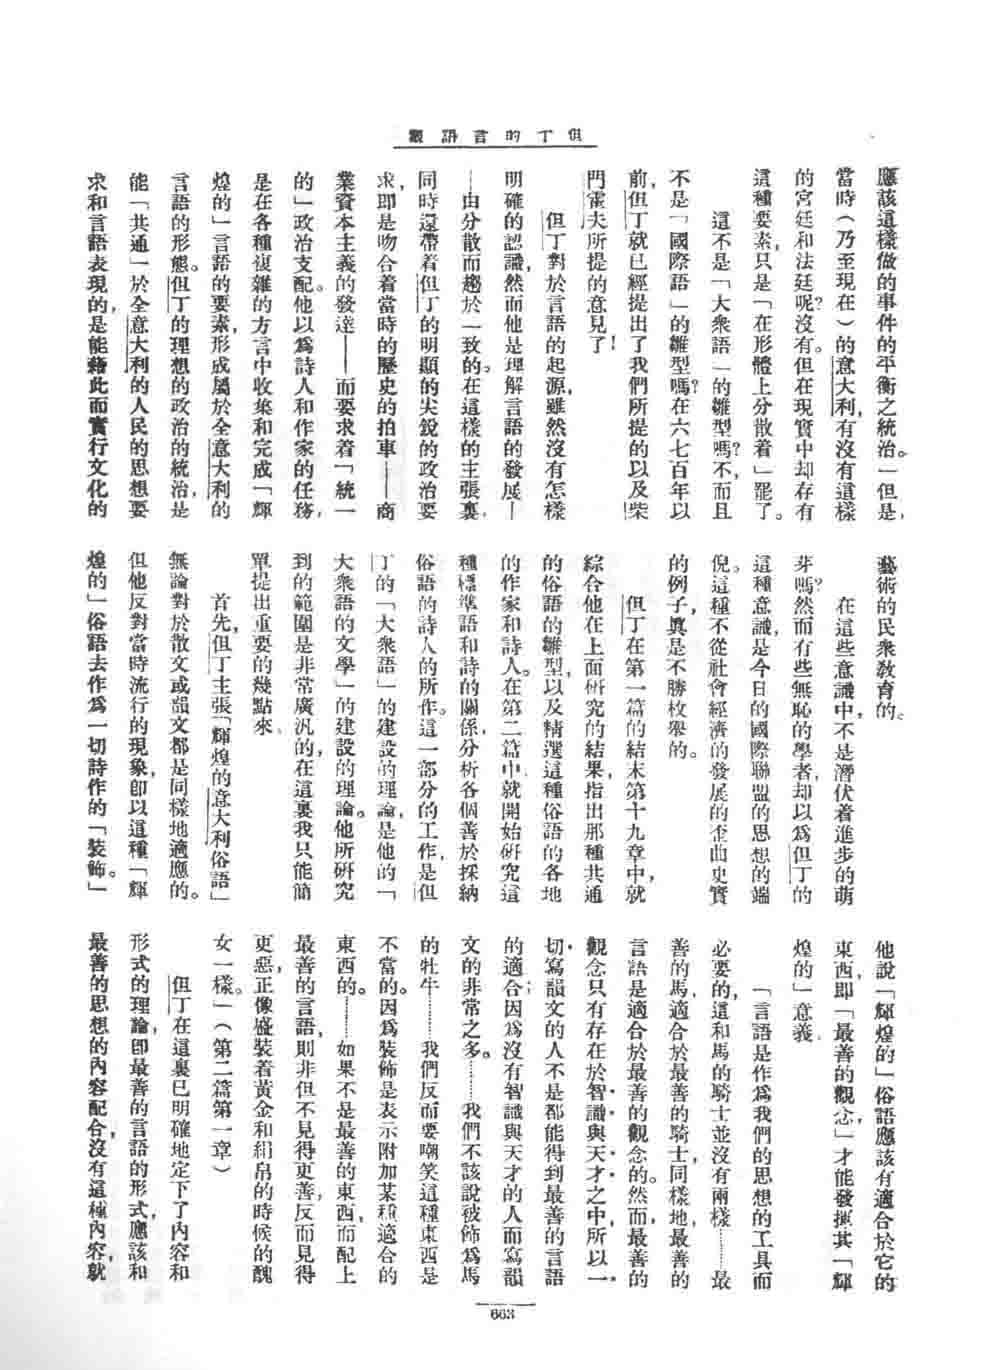 但丁的言語觀
應該這樣做的事件的平衡之統治。」但是,
當時(乃至現在)的意大利,有沒有這樣
的宮廷和法廷呢?沒有。但在現實中却存有
這種要素,只是「在形體上分散着」罷了。
這不是「大衆語」的雛型嗎?不,而且
不是「國際語」的雛型嗎?在六七百年以
前,但丁就已經提出了我們所提的以及柴
門霍夫所提的意見了!
但丁對於言語的起源,雖然沒有怎樣
明確的認識,然而他是理解言語的發展—
—由分散而趨於一致的。在這樣的主張裏,
同時還帶着但丁的明顯的尖銳的政治要
求,即是吻合着當時的歷史的拍車——商
業資本主義的發達——而要求着「統一
的」政治支配。他以爲詩人和作家的任務,
是在各種複雜的方言中收集和完成「輝
煌的」言語的要素,形成屬於全意大利的
言語的形態。但丁的理想的政治的統治,是
能「共通」於全意大利的人民的思想要
求和言語表現的,是能藉此而實行文化的
藝術的民衆敎育的。
在這些意識中,不是潛伏着進步的萌
芽嗎?然而有些無恥的學者,却以爲但丁的
這種意識,是今日的國際聯盟的思想的端
倪。這種不從社會經濟的發展的歪曲史實
的例子,眞是不勝枚舉的。
但丁在第一篇的結末第十九章中,就
綜合他在上面研究的結果,指出那種共通
的俗語的雛型,以及精選這種俗語的各地
的作家和詩人。在第二篇中,就開始研究這
種標準語和詩的關係,分析各個善於採納
俗語的詩人的所作。這一部分的工作,是但
丁的「大衆語」的建設的理論,是他的「
大衆語的文學」的建設的理論。他所研究
到的範圍是非常廣汎的,在這裏我只能簡
單提出重要的幾點來。
首先,但丁主張「輝煌的意大利俗語」
無論對於散文或韻文都是同樣地適應的。
但他反對當時流行的現象,卽以這種「輝
煌的」俗語去作爲一切詩作的「裝飾。」
他說「輝煌的」俗語應該有適合於它的
東西,即「最善的觀念」才能發揮其「輝
煌的」意義。
「言語是作爲我們的思想的工具而
必要的,這和馬的騎士並沒有兩樣……最
善的馬,適合於最善的騎士,同樣地,最善的
言語是適合於最善的觀念的。然而,最善的
觀念只有存在於智識與天才之中,所以一
切寫韻文的人不是都能得到最善的言語
的適合;因爲沒有智識與天才的人而寫韻
文的非常之多。……我們不該說被飾爲馬
的牡牛……我們反而要嘲笑這種東西是
不當的。因爲裝飾是表示附加某種適合的
東西的。……如果不是最善的東西,而配上
最善的言語,則非但不見得更善,反而見得
更惡,正像盛裝着黃金和絹帛的時候的醜
女一樣。」(第二篇第一章)
但丁在這裏已明確地定下了內容和
形式的理論,卽最善的言語的形式,應該和
最善的思想的內容配合,沒有這種內容,就
663